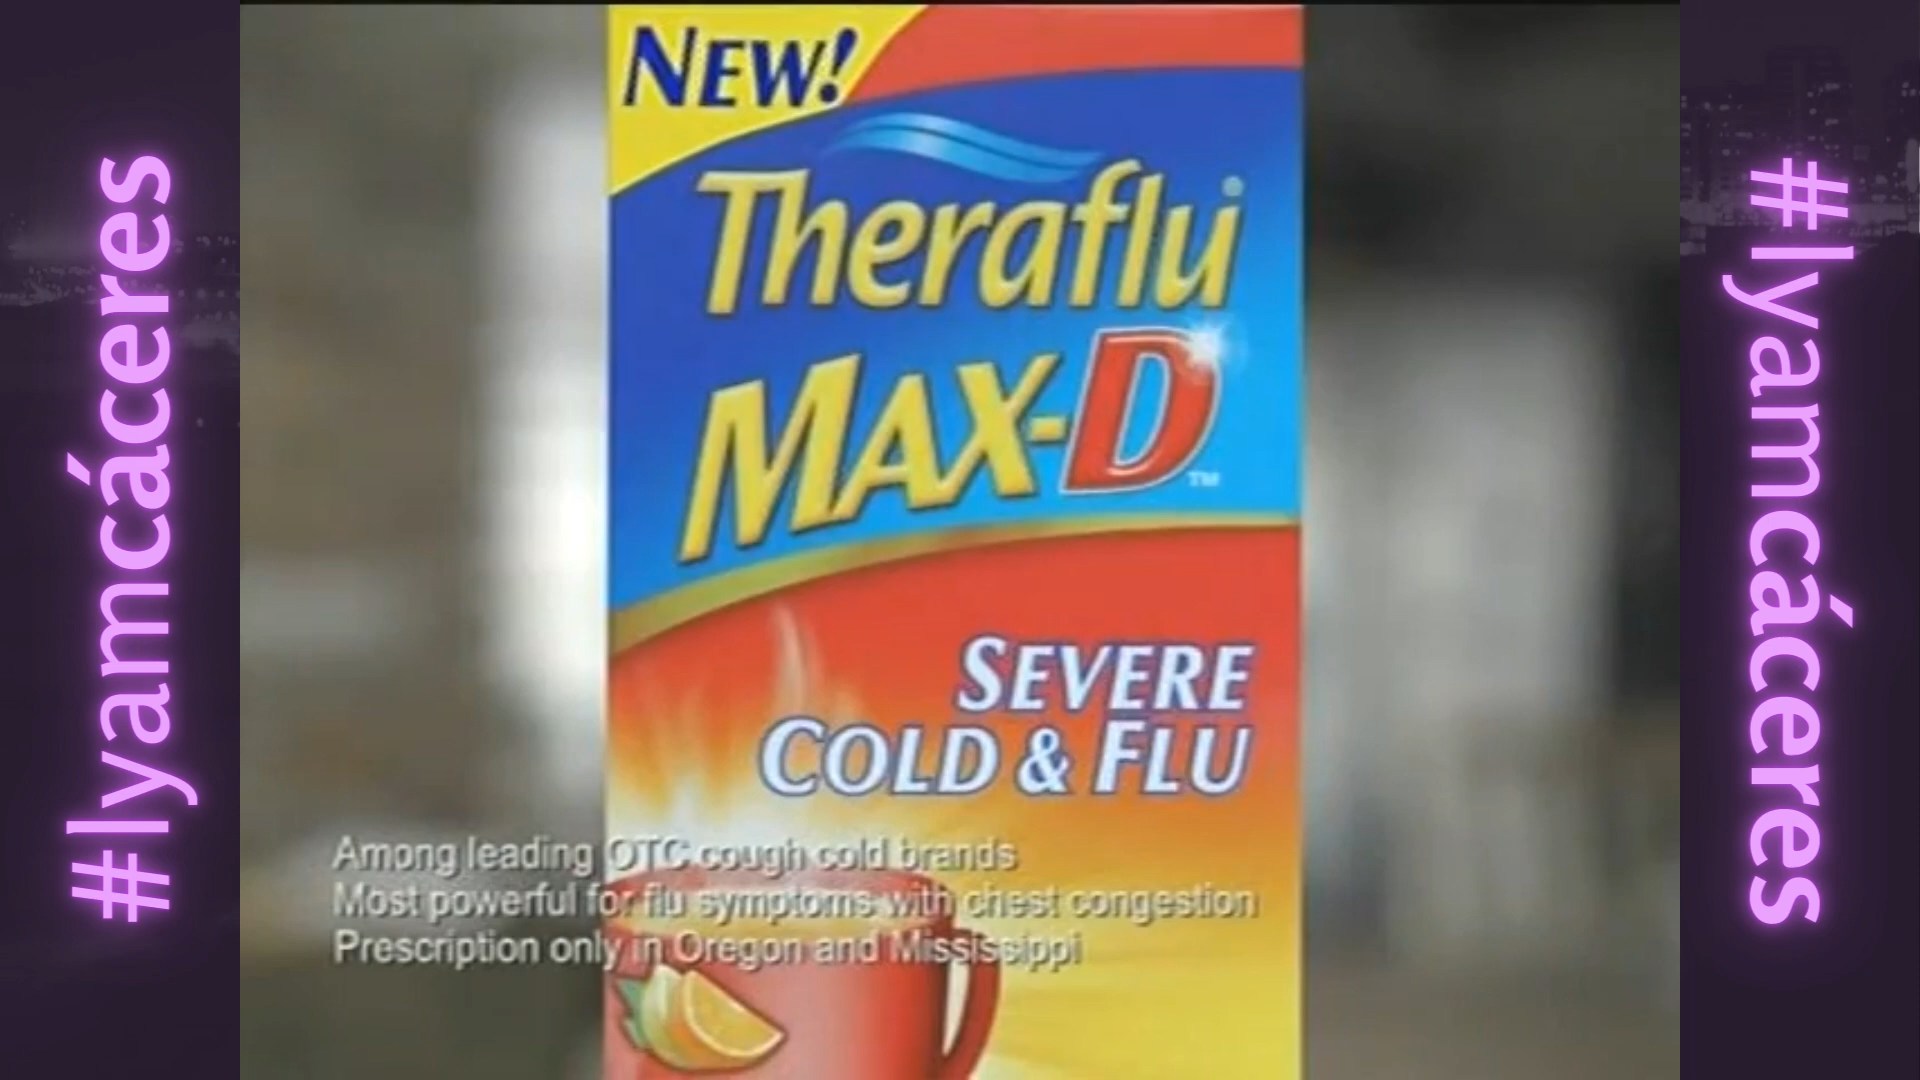 #lyamcáceres
NEW!
Theraflu®
MAX-D™
SEVERE
COLD & FLU
Among leading OTC cough cold brands
Most powerful for flu symptoms with chest congestion
Prescription only in Oregon and Mississippi
#lyamcáceres